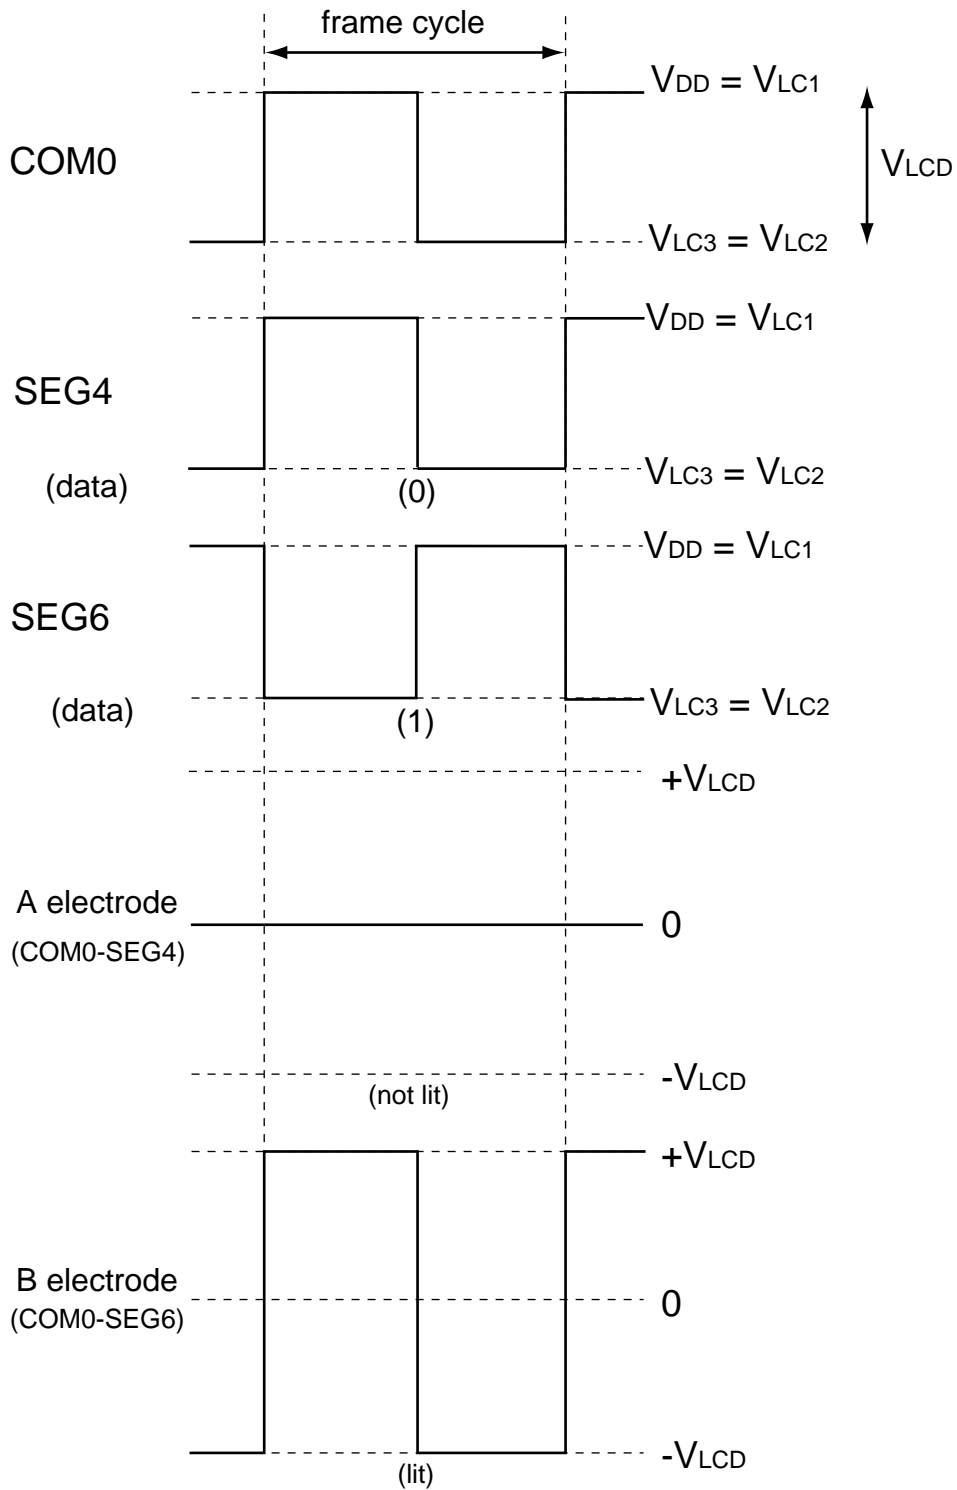 frame cycle
VDD = VLC1
COM0
VLCD
VLC3 = VLC2
VDD = VLC1
SEG4
VLC3 = VLC2
(data)
(0)
VDD = VLC1
SEG6
VLC3 = VLC2
(data)
(1)
+VLCD
A electrode
0
(COM0-SEG4)
-VLCD
(not lit)
+VLCD
B electrode
0
(COM0-SEG6)
-VLCD
(lit)